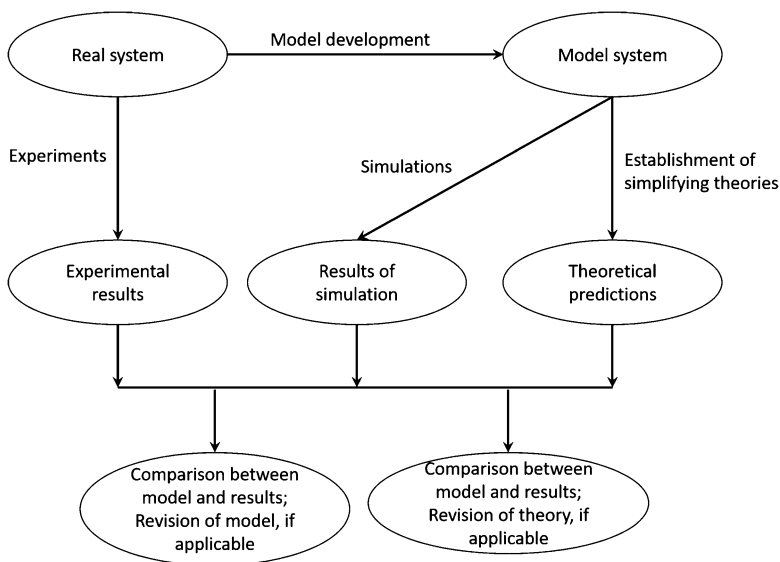 Real system
Model development
Model system
Experiments
Simulations
Establishment of
simplifying theories
Experimental
results
Results of
simulation
Theoretical
predictions
Comparison between
model and results;
Revision of model, if
applicable
Comparison between
model and results;
Revision of theory, if
applicable